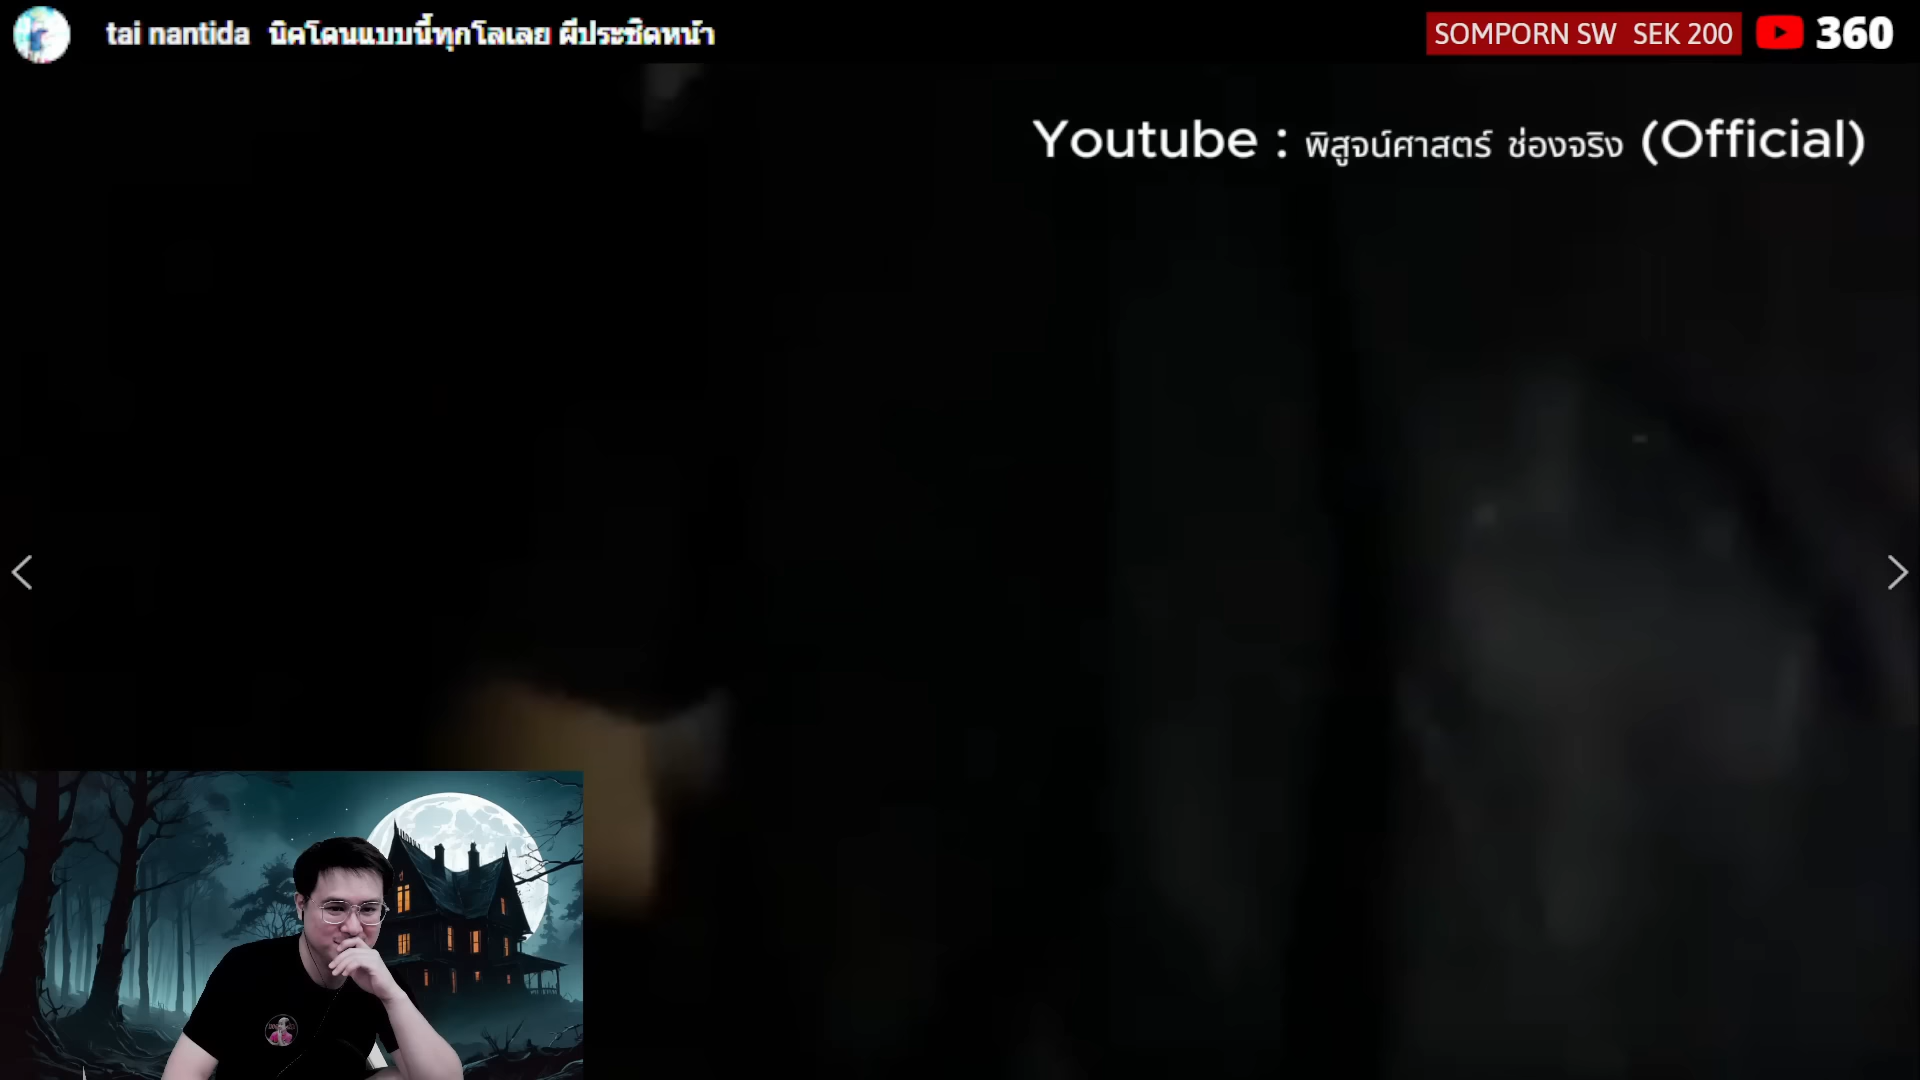 tai nantida นิคโดนแบบนี้ทุกโลเลย ผีประชิดหน้า
SOMPORN SW SEK 200
360
Youtube : พิสูจน์ศาสตร์ ช่องจริง (Official)